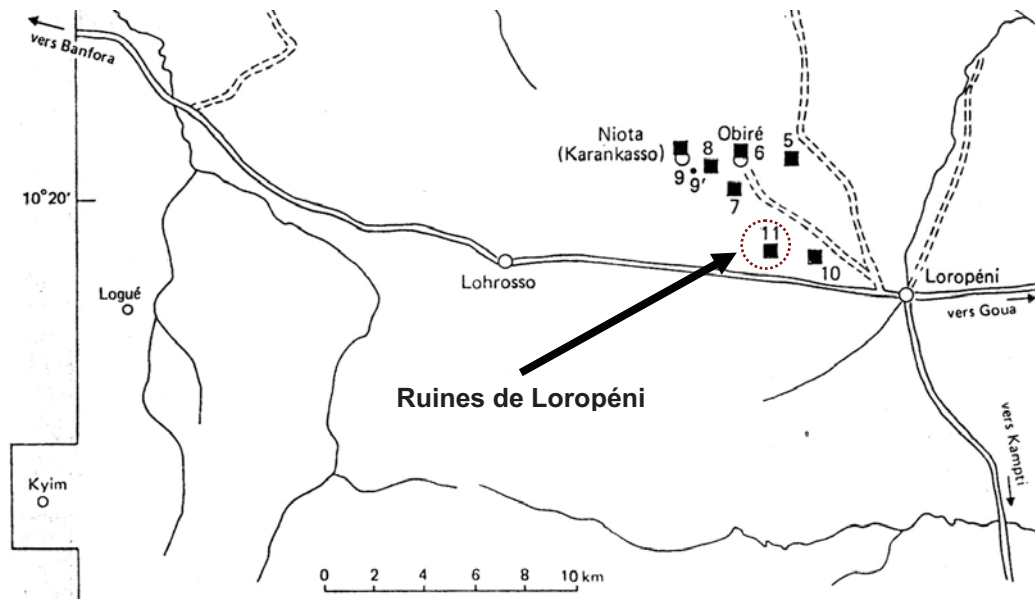 vers Banfora
Niota
(Karankasso)
Obiré
8
6
5
9
9'
7
10°20'
11
10
Lohrosso
Loropéni
Logué
vers Goua
Ruines de Loropéni
vers Kampti
Kyim
0 2 4 6 8 10 km